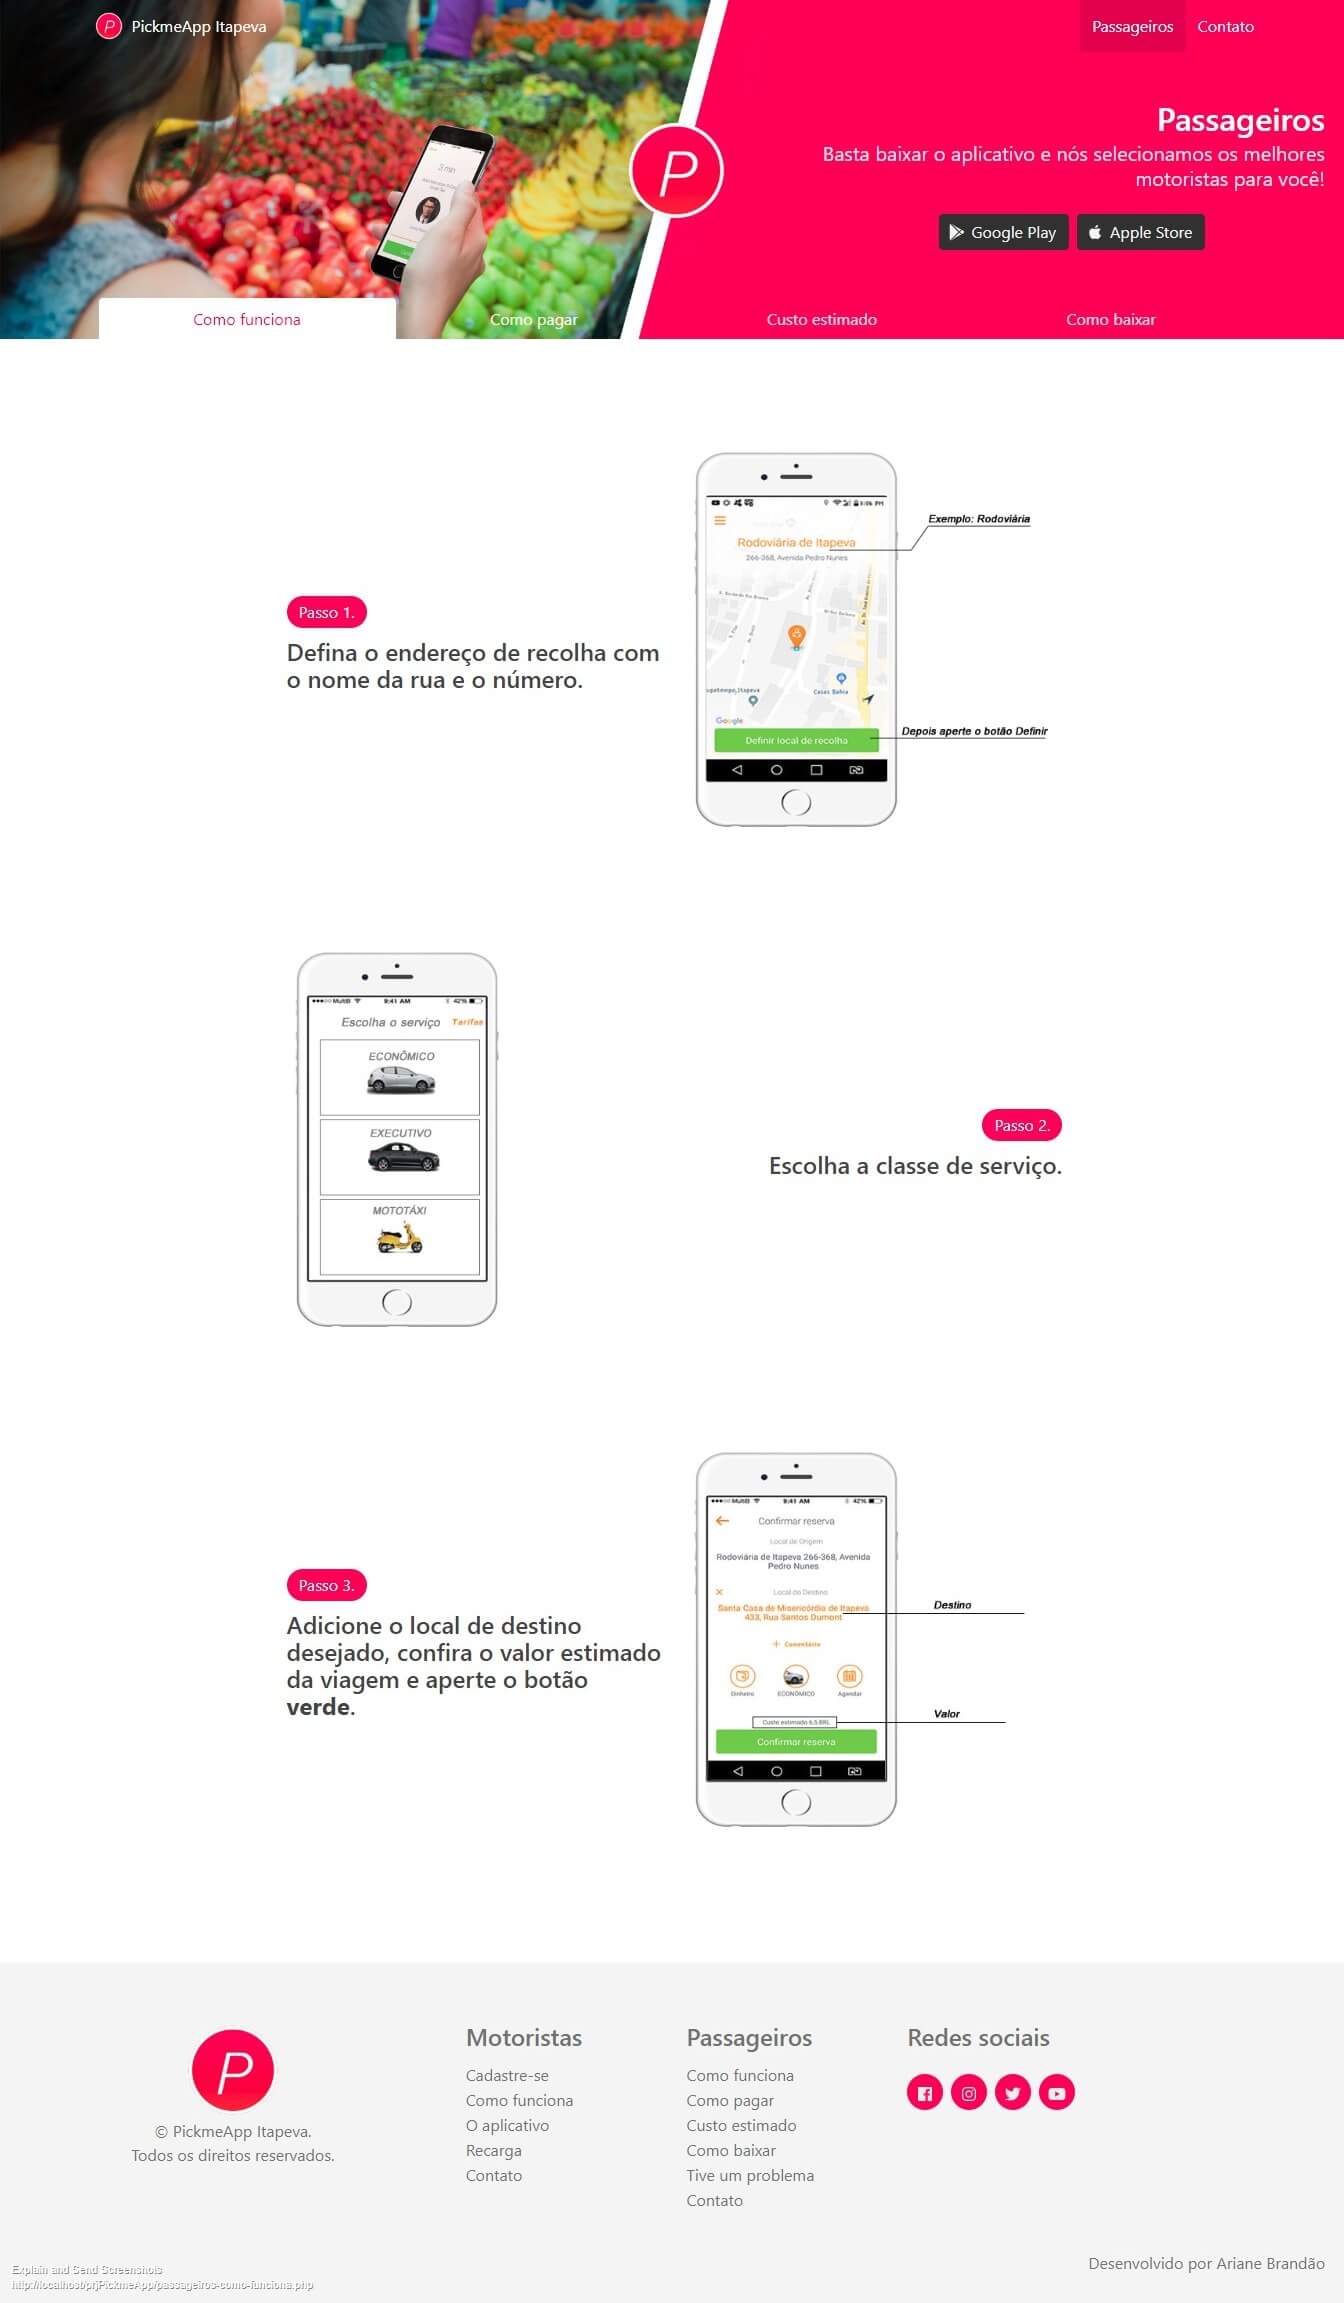 PickmeApp Itapeva
Passageiros
Contato
3 min
P
Passageiros
Basta baixar o aplicativo e nós selecionamos os melhores
motoristas para você!
Google Play
Apple Store
Como funciona
Como pagar
Custo estimado
Como baixar
Passo 1.
Defina o endereço de recolha com
o nome da rua e o número.
Rodoviária de Itapeva
266-368, Avenida Pedro Nunes
Exemplo: Rodoviária
Casas Bahia
Google
Definir local de recolha
Depois aperte o botão Definir
MultiB
9:41 AM
42%
Escolha o serviço
Tarifas
ECONÔMICO
EXECUTIVO
MOTOTÁXI
Passo 2.
Escolha a classe de serviço.
Passo 3.
Adicione o local de destino
desejado, confira o valor estimado
da viagem e aperte o botão
verde.
MultiB
9:41 AM
42%
Confirmar reserva
Local de Origem
Rodoviária de Itapeva 266-368, Avenida
Pedro Nunes
Local do Destino
Santa Casa de Misericórdia de Itapeva
433, Rua Santos Dumont
Destino
+ Comentário
Dinheiro
ECONÔMICO
Agendar
Custo estimado 6,5 BRL
Valor
Confirmar reserva
P
© PickmeApp Itapeva.
Todos os direitos reservados.
Motoristas
Cadastre-se
Como funciona
O aplicativo
Recarga
Contato
Passageiros
Como funciona
Como pagar
Custo estimado
Como baixar
Tive um problema
Contato
Redes sociais
Desenvolvido por Ariane Brandão
Explain and Send Screenshots
http://localhost/prjPickmeApp/passageiros-como-funciona.php